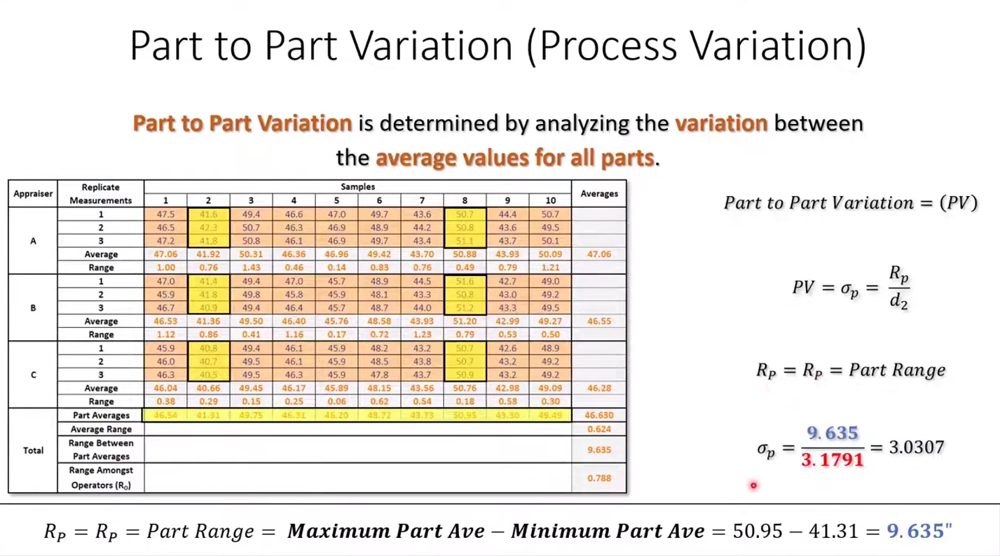 Part to Part Variation (Process Variation)
Part to Part Variation is determined by analyzing the variation between
the average values for all parts.
Appraiser Replicate Measurements Samples Averages
1 2 3 4 5 6 7 8 9 10
A
1 47.5 41.6 49.4 46.6 47.0 49.7 43.6 50.7 44.4 50.7
2 46.5 42.3 50.7 46.3 46.9 48.9 44.2 50.8 43.6 49.5
3 47.2 41.8 50.8 46.1 46.9 49.7 43.4 51.1 43.7 50.1
Average 47.06 41.92 50.31 46.36 46.96 49.42 43.70 50.88 43.93 50.09 47.06
Range 1.00 0.76 1.43 0.46 0.14 0.83 0.76 0.49 0.79 1.21
B
1 47.0 41.4 49.4 47.0 45.7 48.9 44.5 51.6 42.7 49.0
2 45.9 41.8 49.8 45.8 45.9 48.1 43.3 50.8 43.0 49.2
3 46.7 40.9 49.4 46.4 45.7 48.7 44.0 51.2 43.3 49.5
Average 46.53 41.36 49.50 46.40 45.76 48.58 43.93 51.20 42.99 49.27 46.55
Range 1.12 0.86 0.41 1.16 0.17 0.72 1.23 0.79 0.53 0.50
C
1 45.9 40.8 49.4 46.1 45.9 48.2 43.2 50.7 42.6 48.9
2 46.0 40.7 49.5 46.1 45.9 48.5 43.8 50.7 43.2 49.2
3 46.3 40.5 49.5 46.3 45.9 47.8 43.7 50.9 43.2 49.2
Average 46.04 40.66 49.45 46.17 45.89 48.15 43.56 50.76 42.98 49.09 46.28
Range 0.38 0.29 0.15 0.25 0.06 0.62 0.54 0.18 0.58 0.30
Total
Part Averages 46.54 41.31 49.75 46.31 46.20 48.72 43.73 50.95 43.30 49.49 46.630
Average Range 0.624
Range Between Part Averages 9.635
Range Amongst Operators (Ro) 0.788
Part to Part Variation = (PV)
PV = σp = Rp / d2
RP = RP = Part Range
σp = 9.635 / 3.1791 = 3.0307
RP = RP = Part Range = Maximum Part Ave − Minimum Part Ave = 50.95 − 41.31 = 9.635"